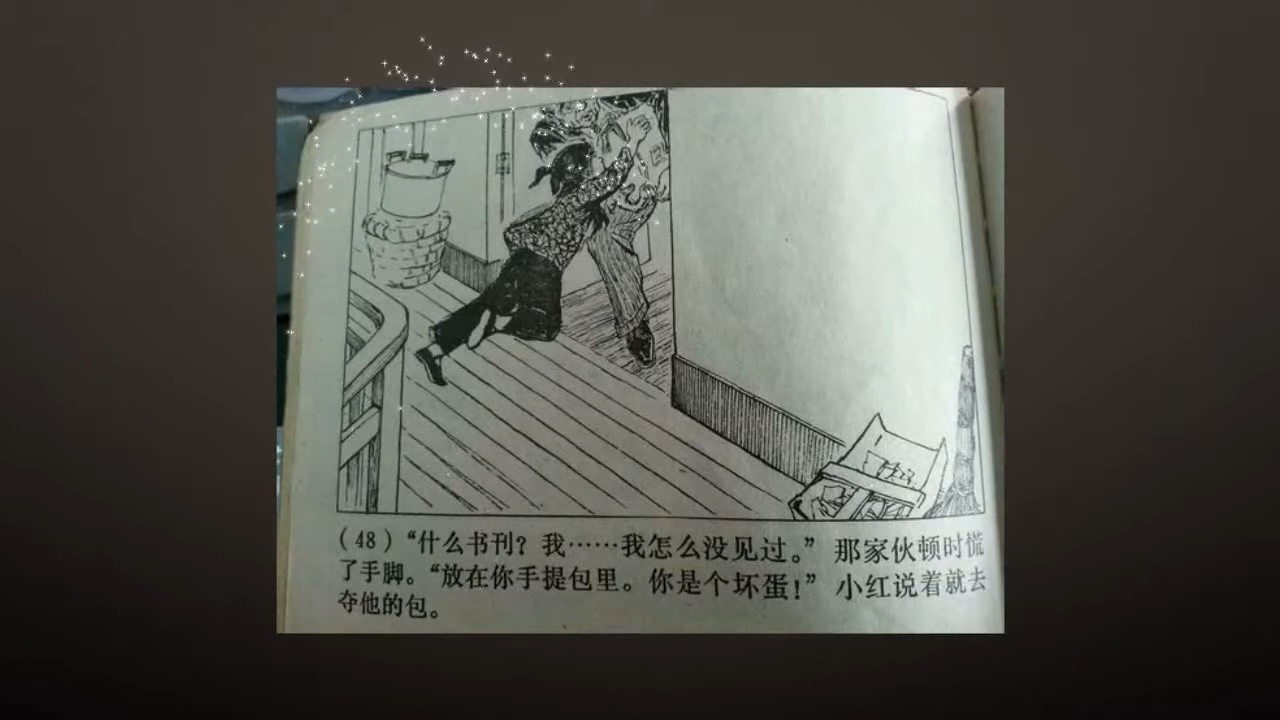 （48）“什么书刊？我……我怎么没见过。”那家伙顿时慌
了手脚。“放在你手提包里。你是个坏蛋！”小红说着就去
夺他的包。